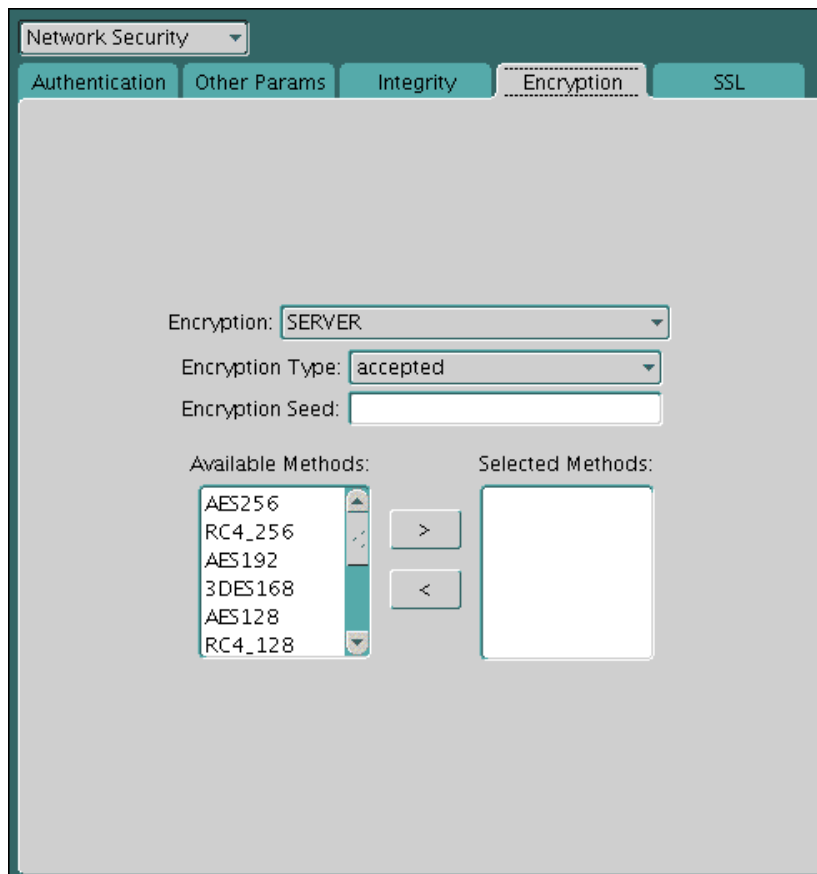 Network Security
Authentication Other Params Integrity Encryption SSL
Encryption: SERVER
Encryption Type: accepted
Encryption Seed:
Available Methods: Selected Methods:
AES256
RC4_256
AES192
3DES168
AES128
RC4_128
>
<